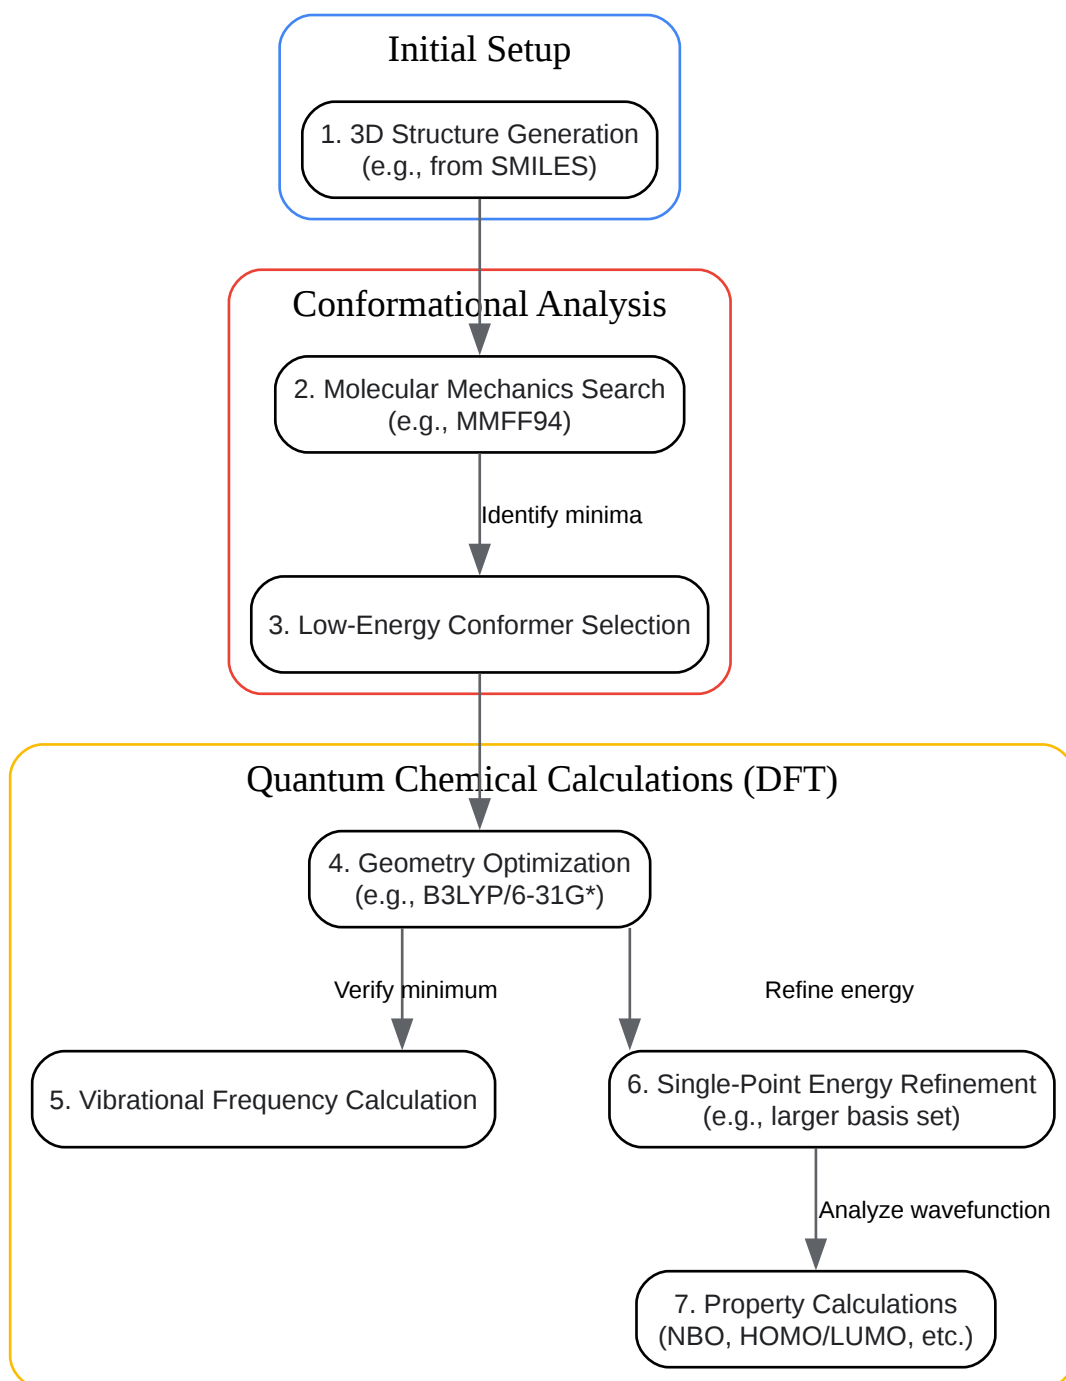 Initial Setup
1. 3D Structure Generation
(e.g., from SMILES)
Conformational Analysis
2. Molecular Mechanics Search
(e.g., MMFF94)
Identify minima
3. Low-Energy Conformer Selection
Quantum Chemical Calculations (DFT)
4. Geometry Optimization
(e.g., B3LYP/6-31G*)
Verify minimum
Refine energy
5. Vibrational Frequency Calculation
6. Single-Point Energy Refinement
(e.g., larger basis set)
Analyze wavefunction
7. Property Calculations
(NBO, HOMO/LUMO, etc.)